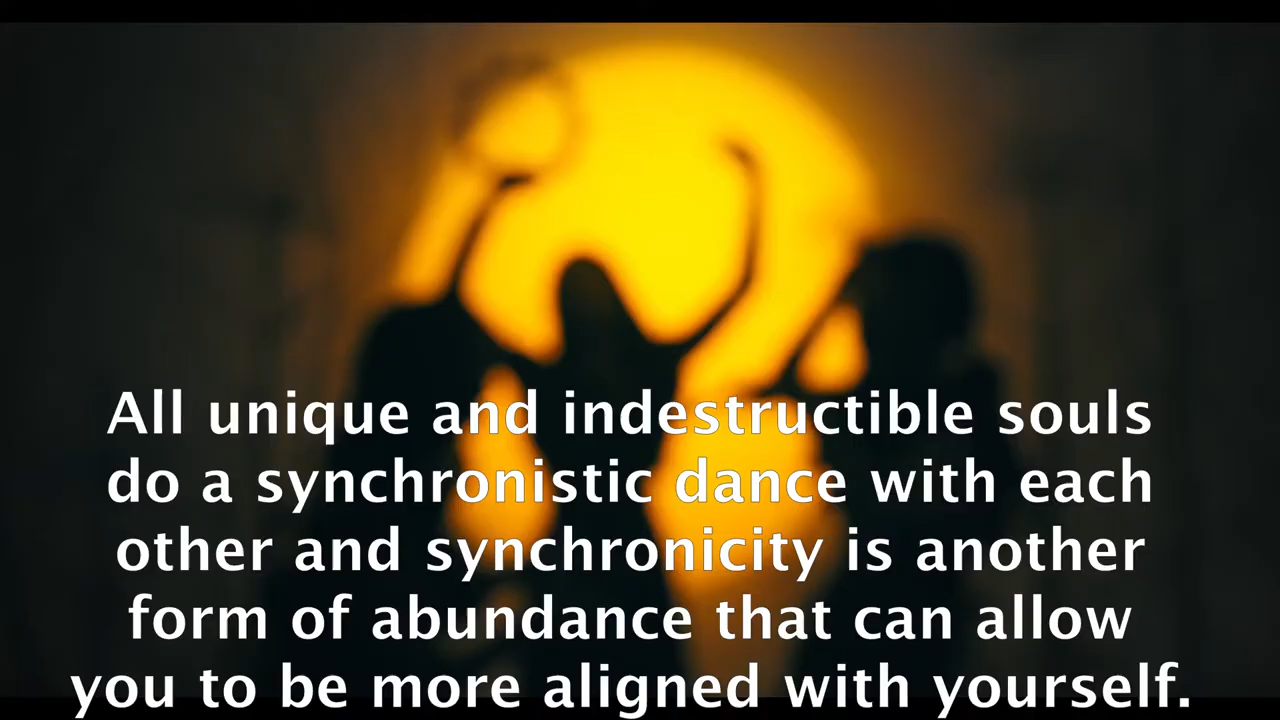 All unique and indestructible souls
do a synchronistic dance with each
other and synchronicity is another
form of abundance that can allow
you to be more aligned with yourself.